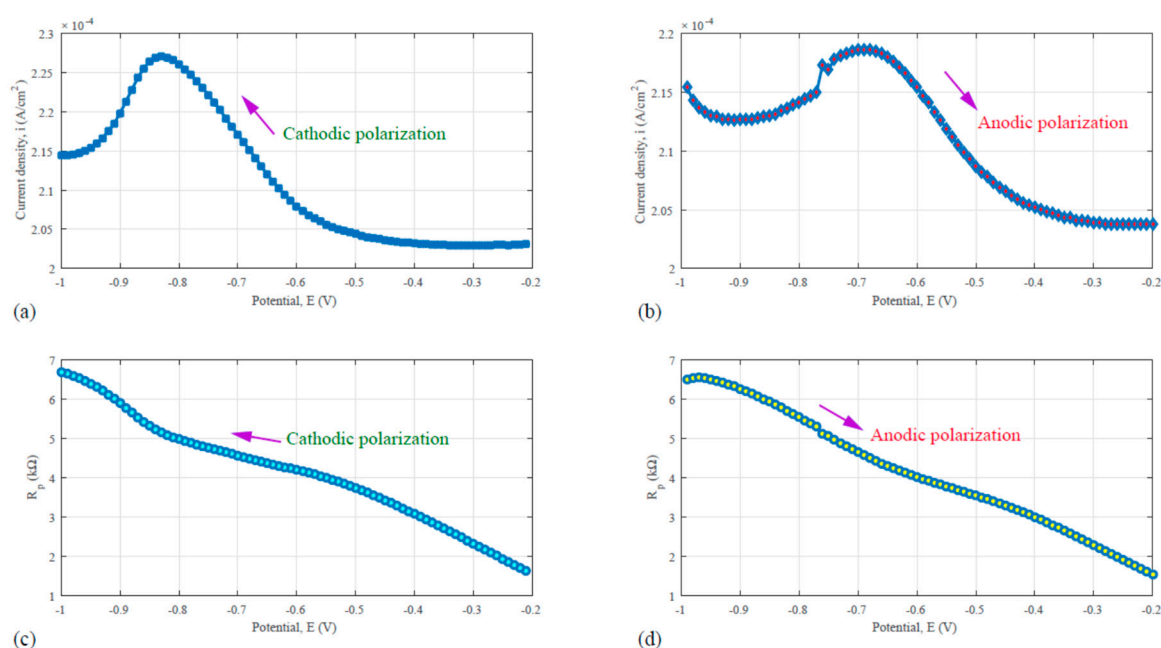 × 10⁻⁴
2.3
2.25
2.2
2.15
2.1
2.05
2
Current density, i (A/cm²)
Cathodic polarization
-1 -0.9 -0.8 -0.7 -0.6 -0.5 -0.4 -0.3 -0.2
Potential, E (V)
(a)
× 10⁻⁴
2.2
2.15
2.1
2.05
2
Current density, i (A/cm²)
Anodic polarization
-1 -0.9 -0.8 -0.7 -0.6 -0.5 -0.4 -0.3 -0.2
Potential, E (V)
(b)
7
6
5
4
3
2
1
R_p (kΩ)
Cathodic polarization
-1 -0.9 -0.8 -0.7 -0.6 -0.5 -0.4 -0.3 -0.2
Potential, E (V)
(c)
7
6
5
4
3
2
1
R_p (kΩ)
Anodic polarization
-1 -0.9 -0.8 -0.7 -0.6 -0.5 -0.4 -0.3 -0.2
Potential, E (V)
(d)